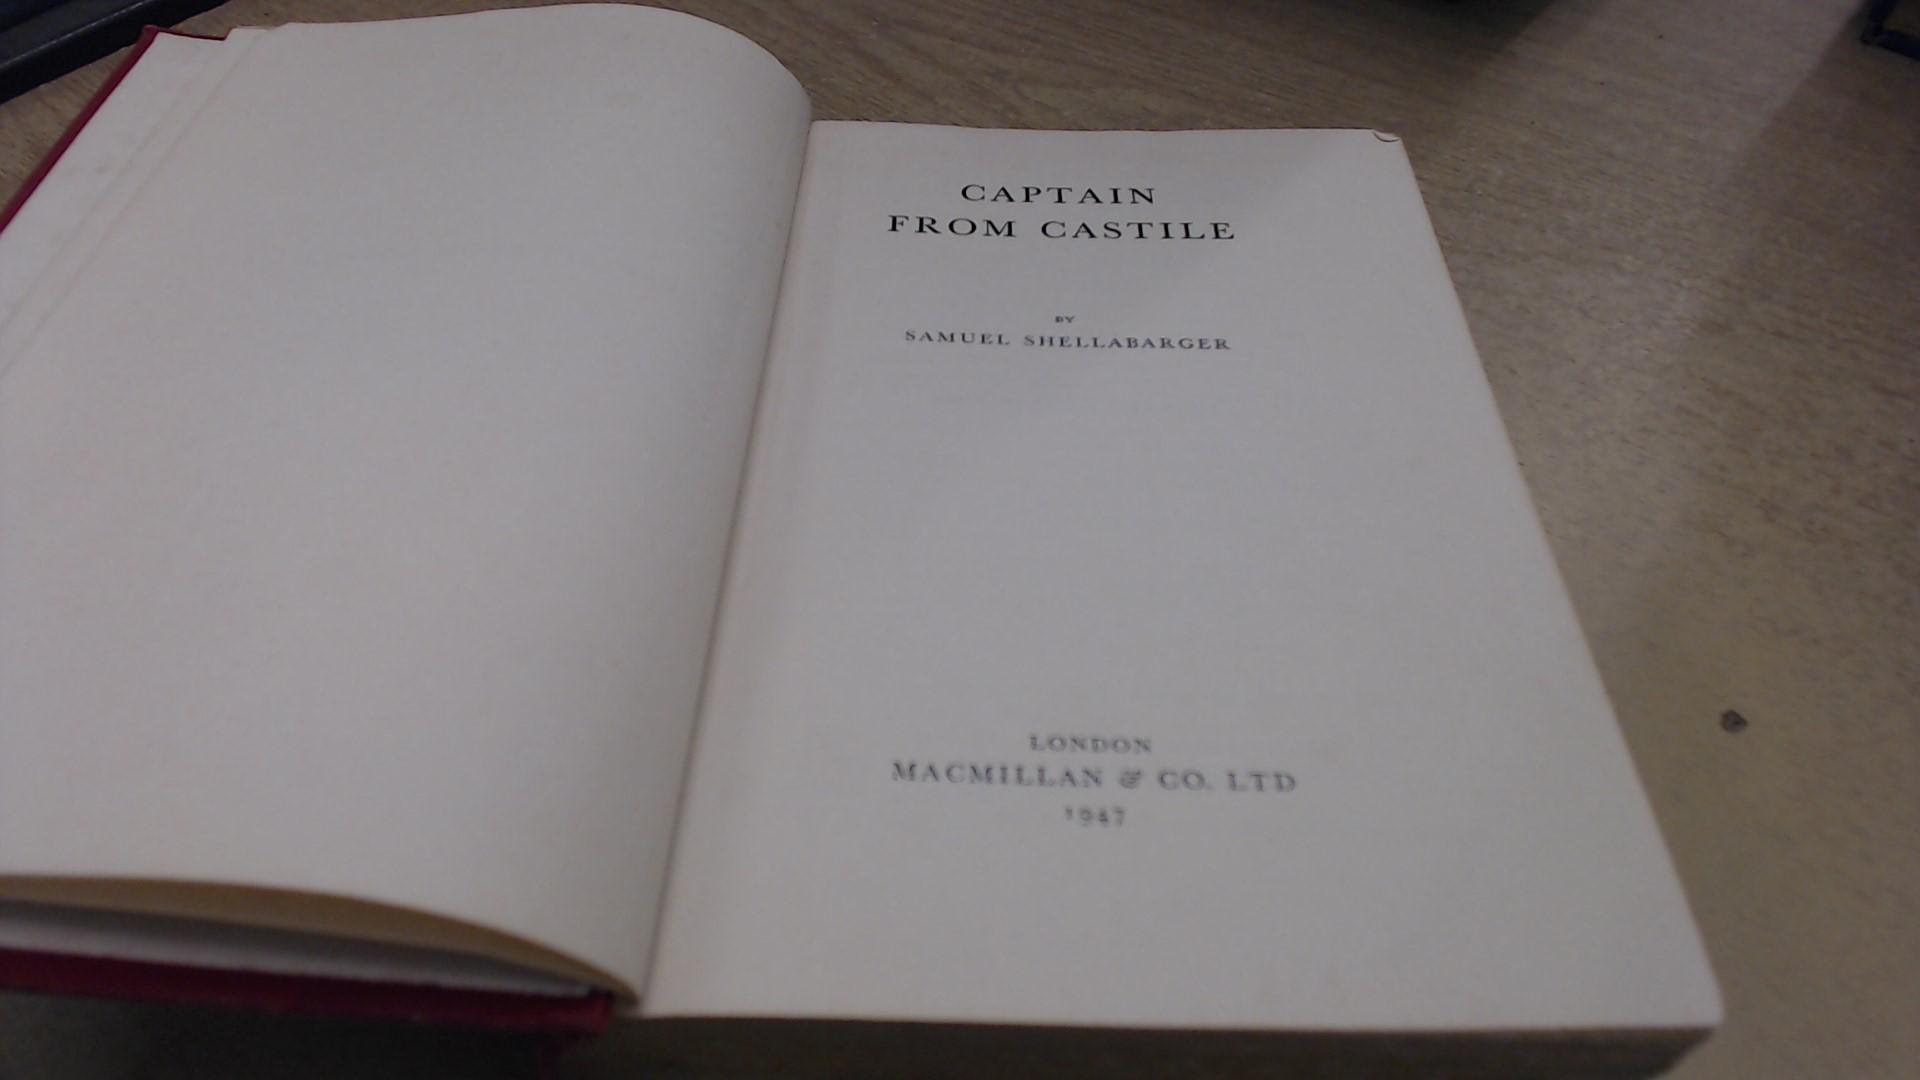 CAPTAIN
FROM CASTILE
BY
SAMUEL SHELLABARGER
LONDON
MACMILLAN & CO. LTD
1947